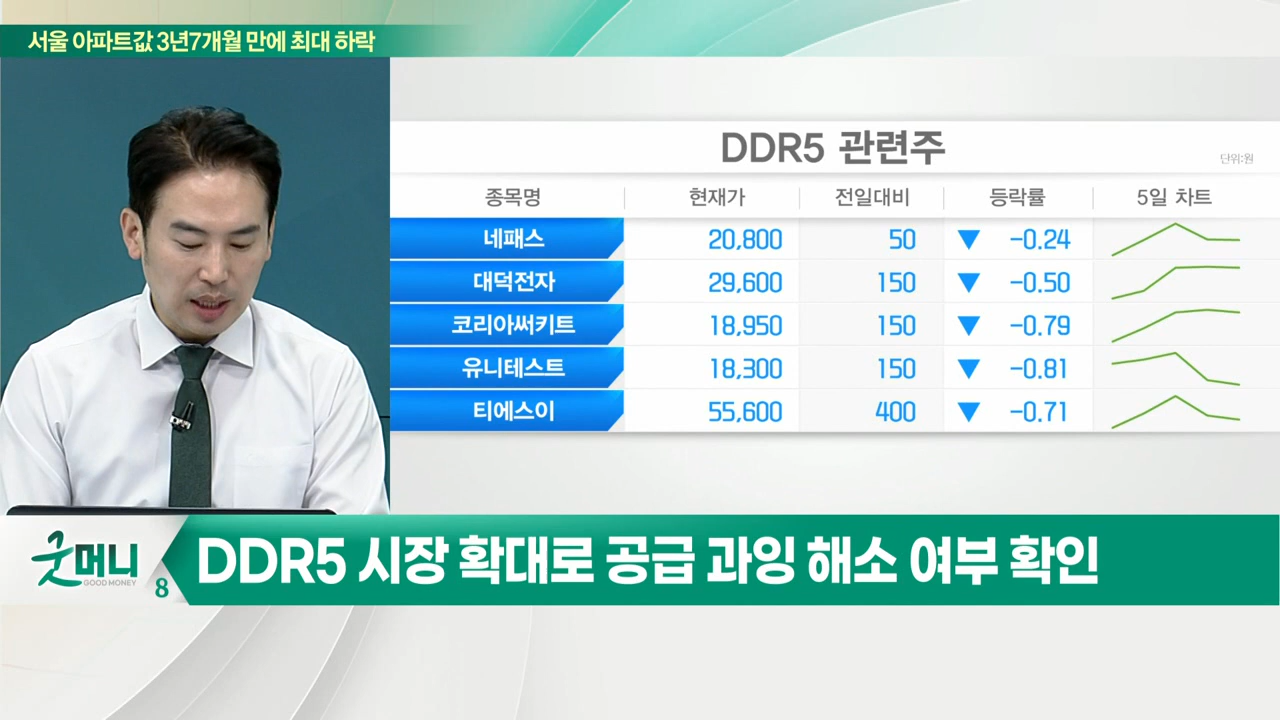 서울 아파트값 3년7개월 만에 최대 하락
DDR5 관련주
단위:원
종목명 현재가 전일대비 등락률 5일 차트
네패스 20,800 50 ▼ -0.24
대덕전자 29,600 150 ▼ -0.50
코리아써키트 18,950 150 ▼ -0.79
유니테스트 18,300 150 ▼ -0.81
티에스이 55,600 400 ▼ -0.71
굿머니
GOOD MONEY
8
DDR5 시장 확대로 공급 과잉 해소 여부 확인